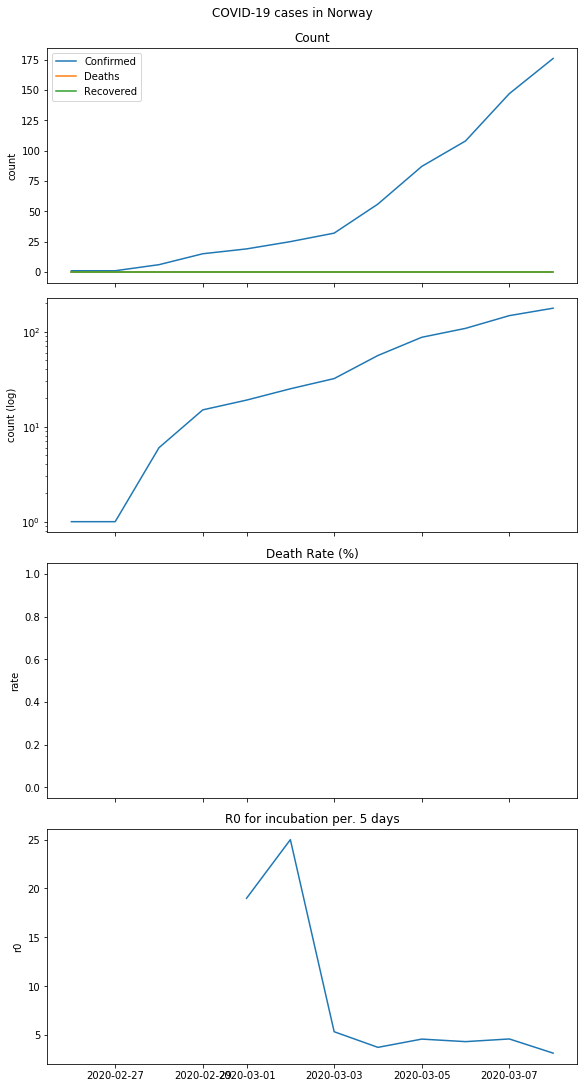 COVID-19 cases in Norway
Count
Confirmed
Deaths
Recovered
175
150
125
100
75
50
25
0
count
10²
10¹
10⁰
count (log)
Death Rate (%)
1.0
0.8
0.6
0.4
0.2
0.0
rate
R0 for incubation per. 5 days
25
20
15
10
5
r0
2020-02-27
2020-02-29
2020-03-01
2020-03-03
2020-03-05
2020-03-07